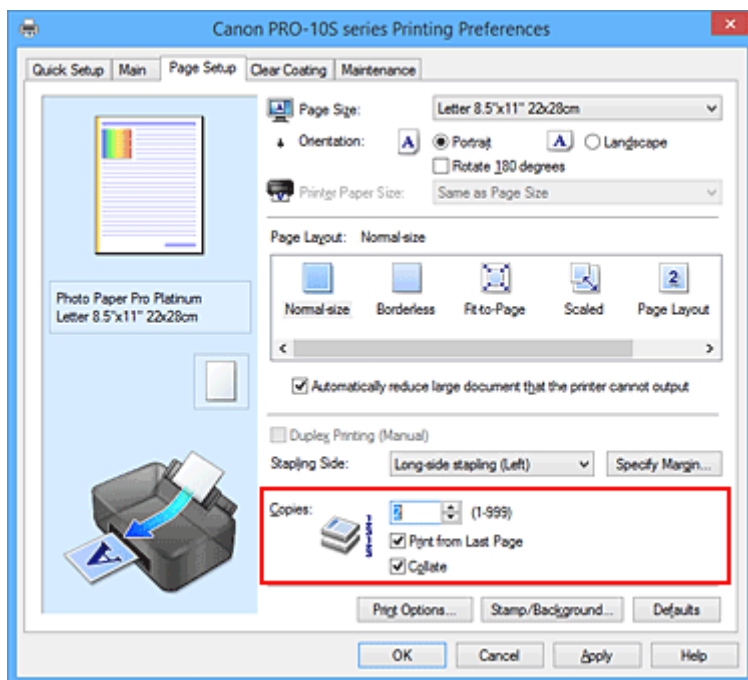 Canon PRO-10S series Printing Preferences
Quick Setup Main Page Setup Clear Coating Maintenance
Page Size: Letter 8.5"x11" 22x28cm
Orientation: A Portrait A Landscape
Rotate 180 degrees
Printer Paper Size: Same as Page Size
Page Layout: Normal-size
2
Normal-size Borderless Fit-to-Page Scaled Page Layout
Photo Paper Pro Platinum
Letter 8.5"x11" 22x28cm
Automatically reduce large document that the printer cannot output
Duplex Printing (Manual)
Stapling Side: Long-side stapling (Left) Specify Margin...
Copies: 2 (1-999)
Print from Last Page
Collate
A
Print Options... Stamp/Background... Defaults
OK Cancel Apply Help